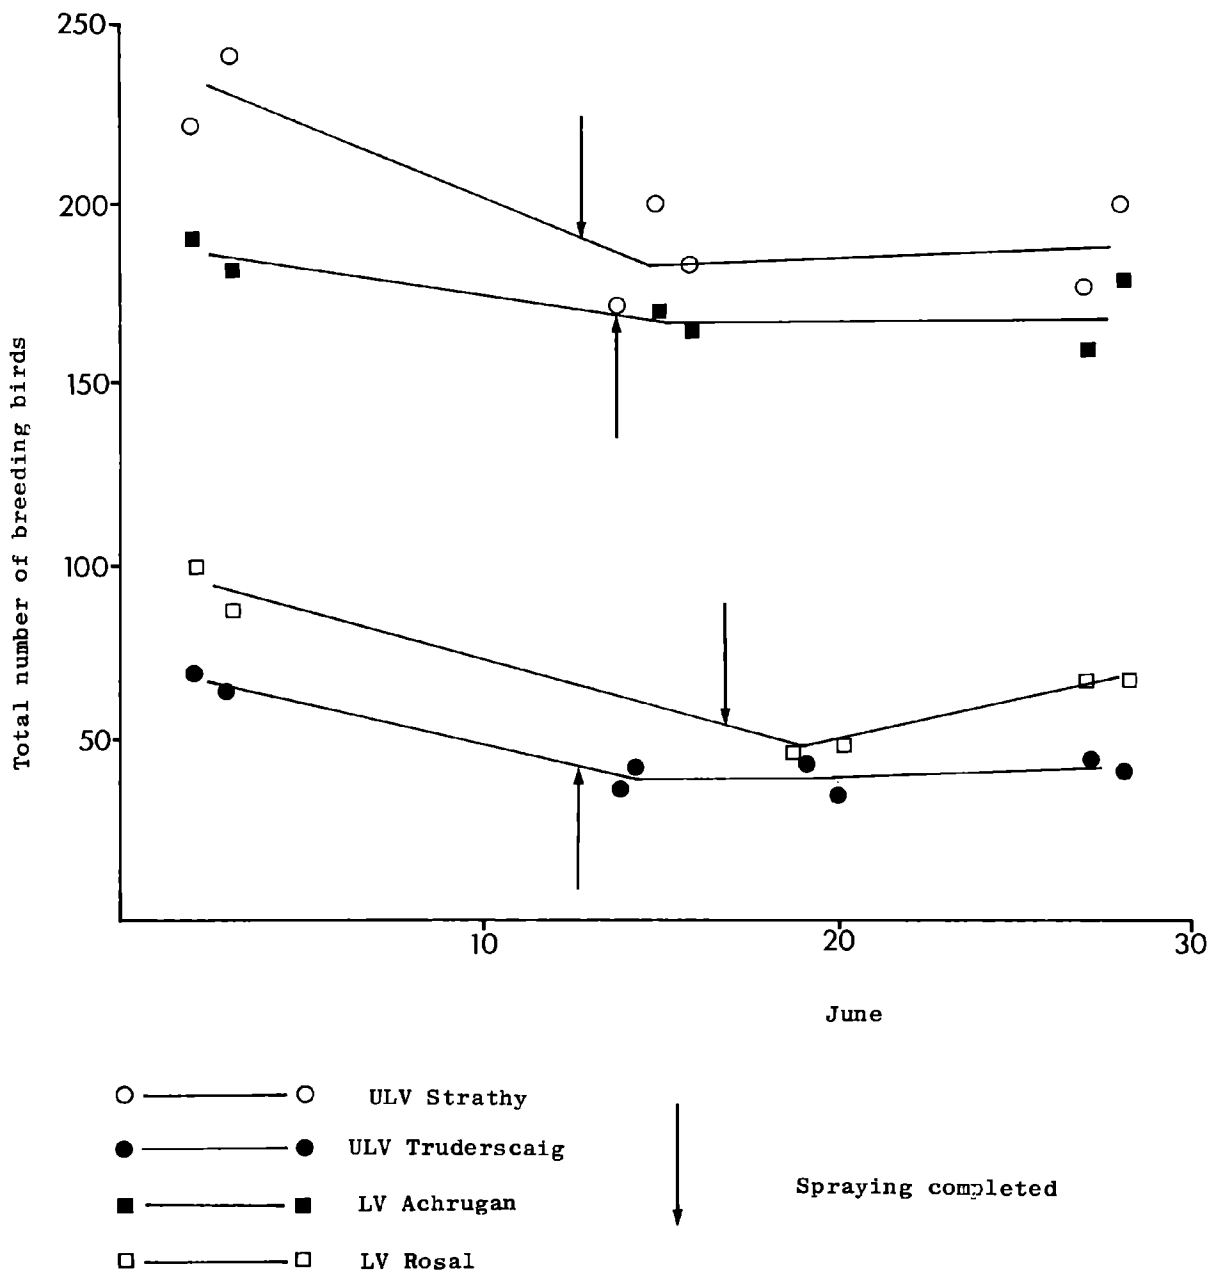 250
200
150
100
50
10
20
30
Total number of breeding birds
June
ULV Strathy
ULV Truderscaig
LV Achrugan
LV Rosal
Spraying completed